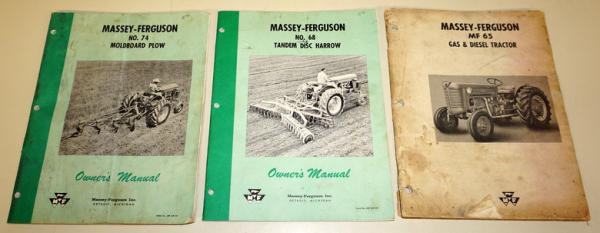 MASSEY-FERGUSON
NO. 74
MOLDBOARD PLOW
Owner's Manual
Massey-Ferguson Inc.
DETROIT, MICHIGAN
MASSEY-FERGUSON
NO. 68
TANDEM DISC HARROW
Owner's Manual
Massey-Ferguson Inc.
DETROIT, MICHIGAN
MASSEY-FERGUSON
MF 65
GAS & DIESEL TRACTOR